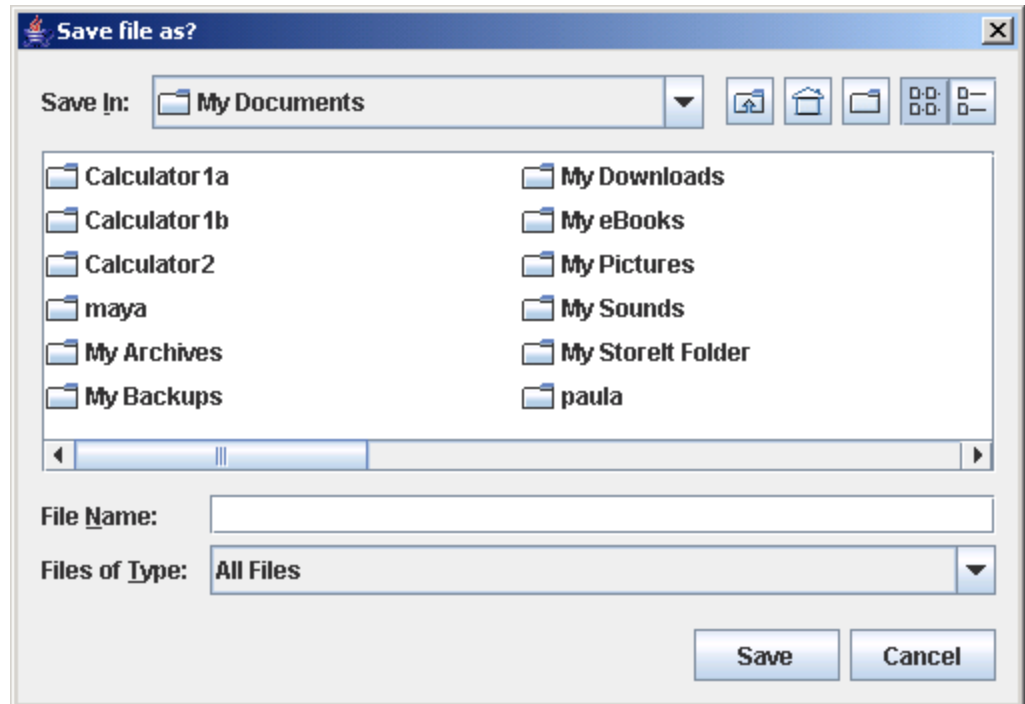 Save file as?
Save In: My Documents
Calculator1a My Downloads
Calculator1b My eBooks
Calculator2 My Pictures
maya My Sounds
My Archives My StoreIt Folder
My Backups paula
File Name:
Files of Type: All Files
Save Cancel